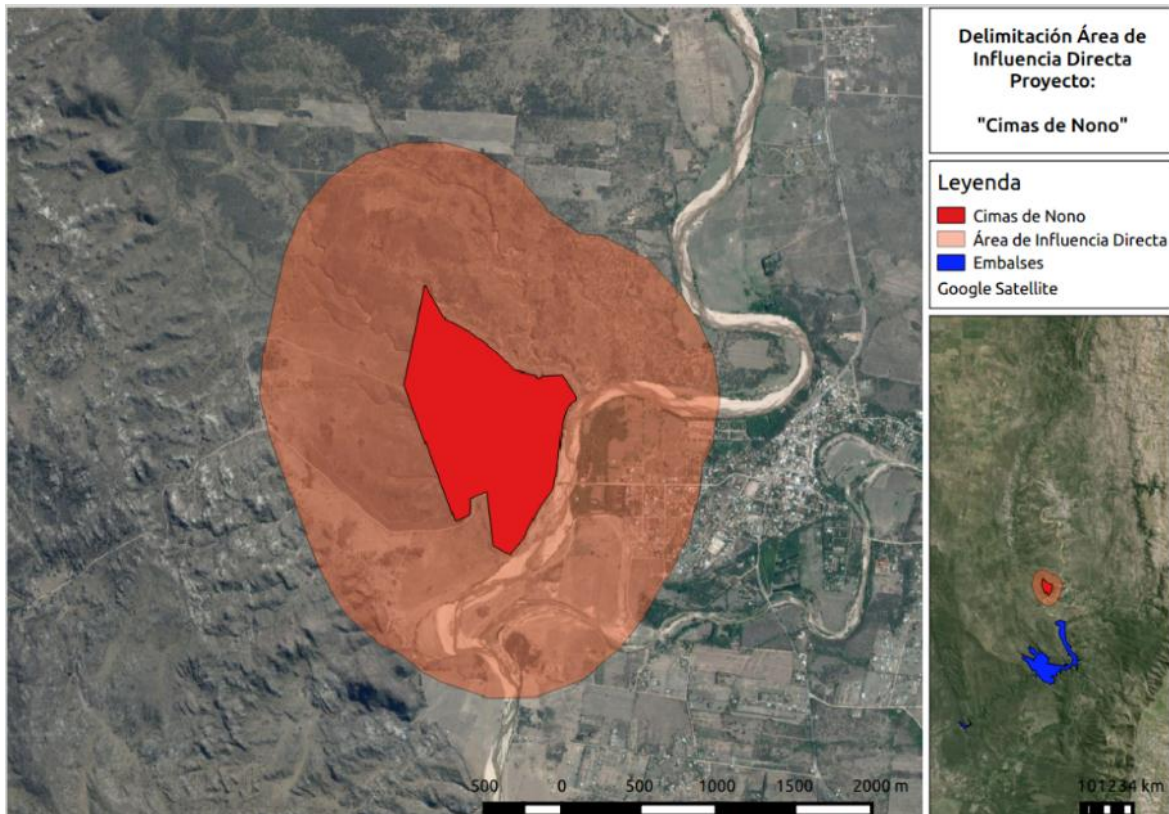 Delimitación Área de
Influencia Directa
Proyecto:
"Cimas de Nono"
Leyenda
Cimas de Nono
Área de Influencia Directa
Embalses
Google Satellite
500 0 500 1000 1500 2000 m
101234 km